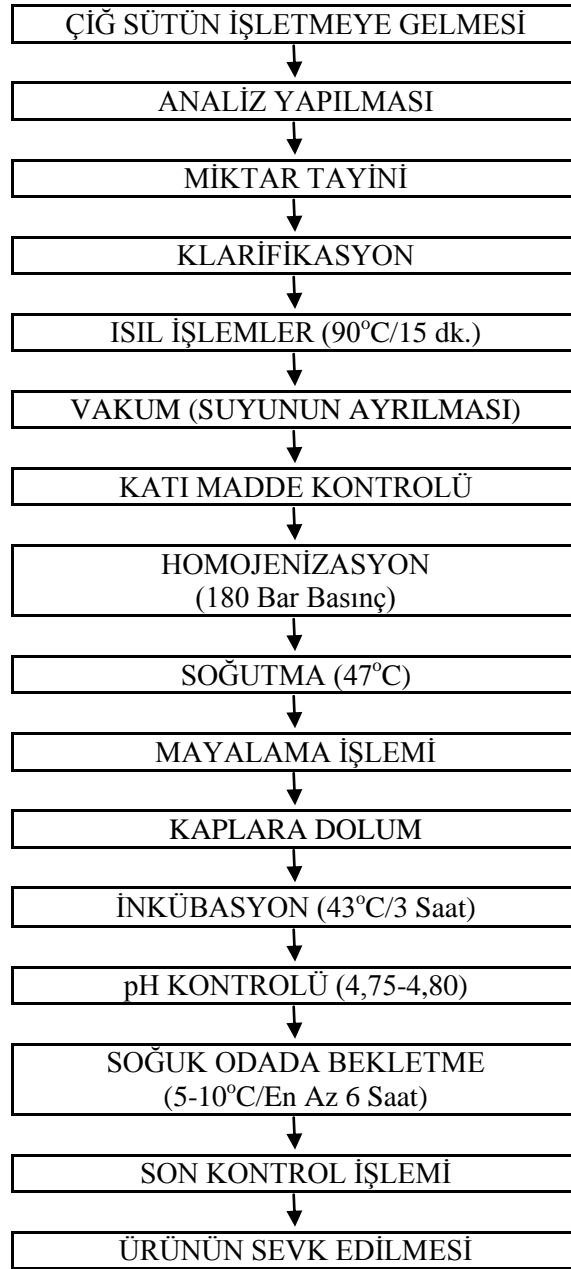 ÇİĞ SÜTÜN İŞLETMEYE GELMESİ
ANALİZ YAPILMASI
MİKTAR TAYİNİ
KLARİFİKASYON
ISIL İŞLEMLER (90°C/15 dk.)
VAKUM (SUYUNUN AYRILMASI)
KATI MADDE KONTROLÜ
HOMOJENİZASYON
(180 Bar Basınç)
SOĞUTMA (47°C)
MAYALAMA İŞLEMİ
KAPLARA DOLUM
İNKÜBASYON (43°C/3 Saat)
pH KONTROLÜ (4,75-4,80)
SOĞUK ODADA BEKLETME
(5-10°C/En Az 6 Saat)
SON KONTROL İŞLEMİ
ÜRÜNÜN SEVK EDİLMESİ